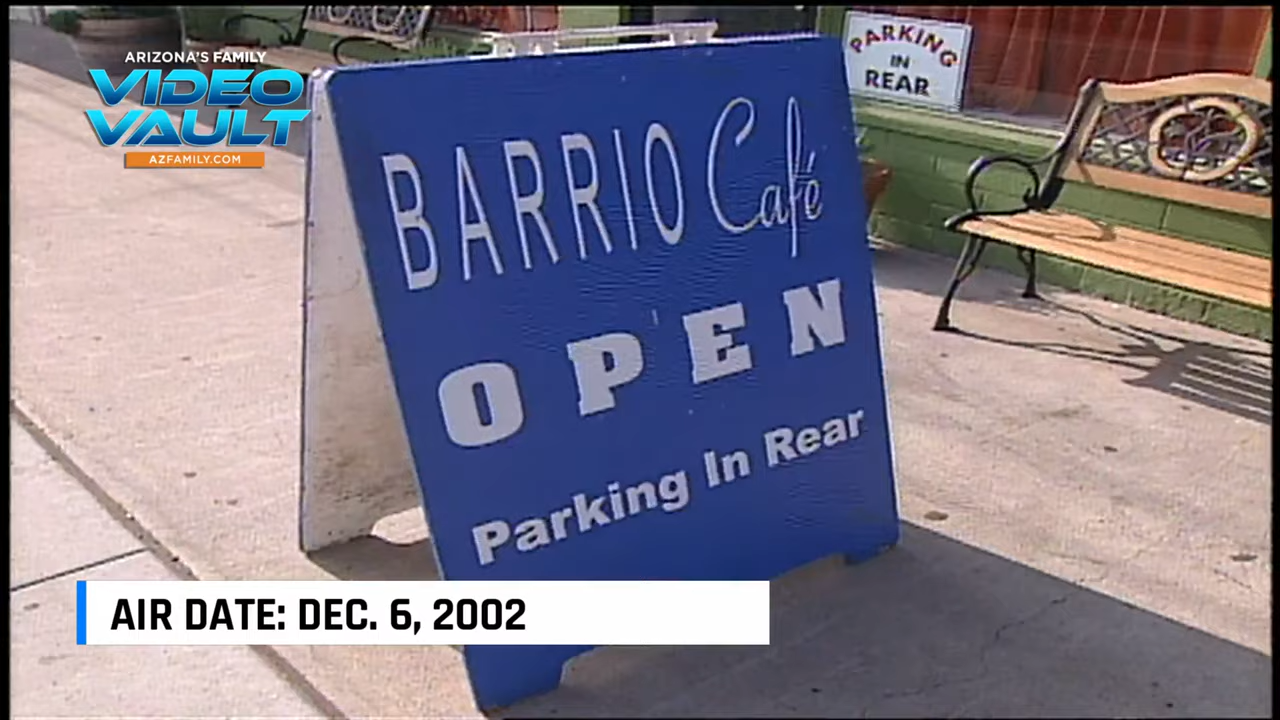 ARIZONA'S FAMILY
VIDEO
VAULT
AZFAMILY.COM
PARKING
IN
REAR
BARRIO Café
OPEN
Parking In Rear
AIR DATE: DEC. 6, 2002